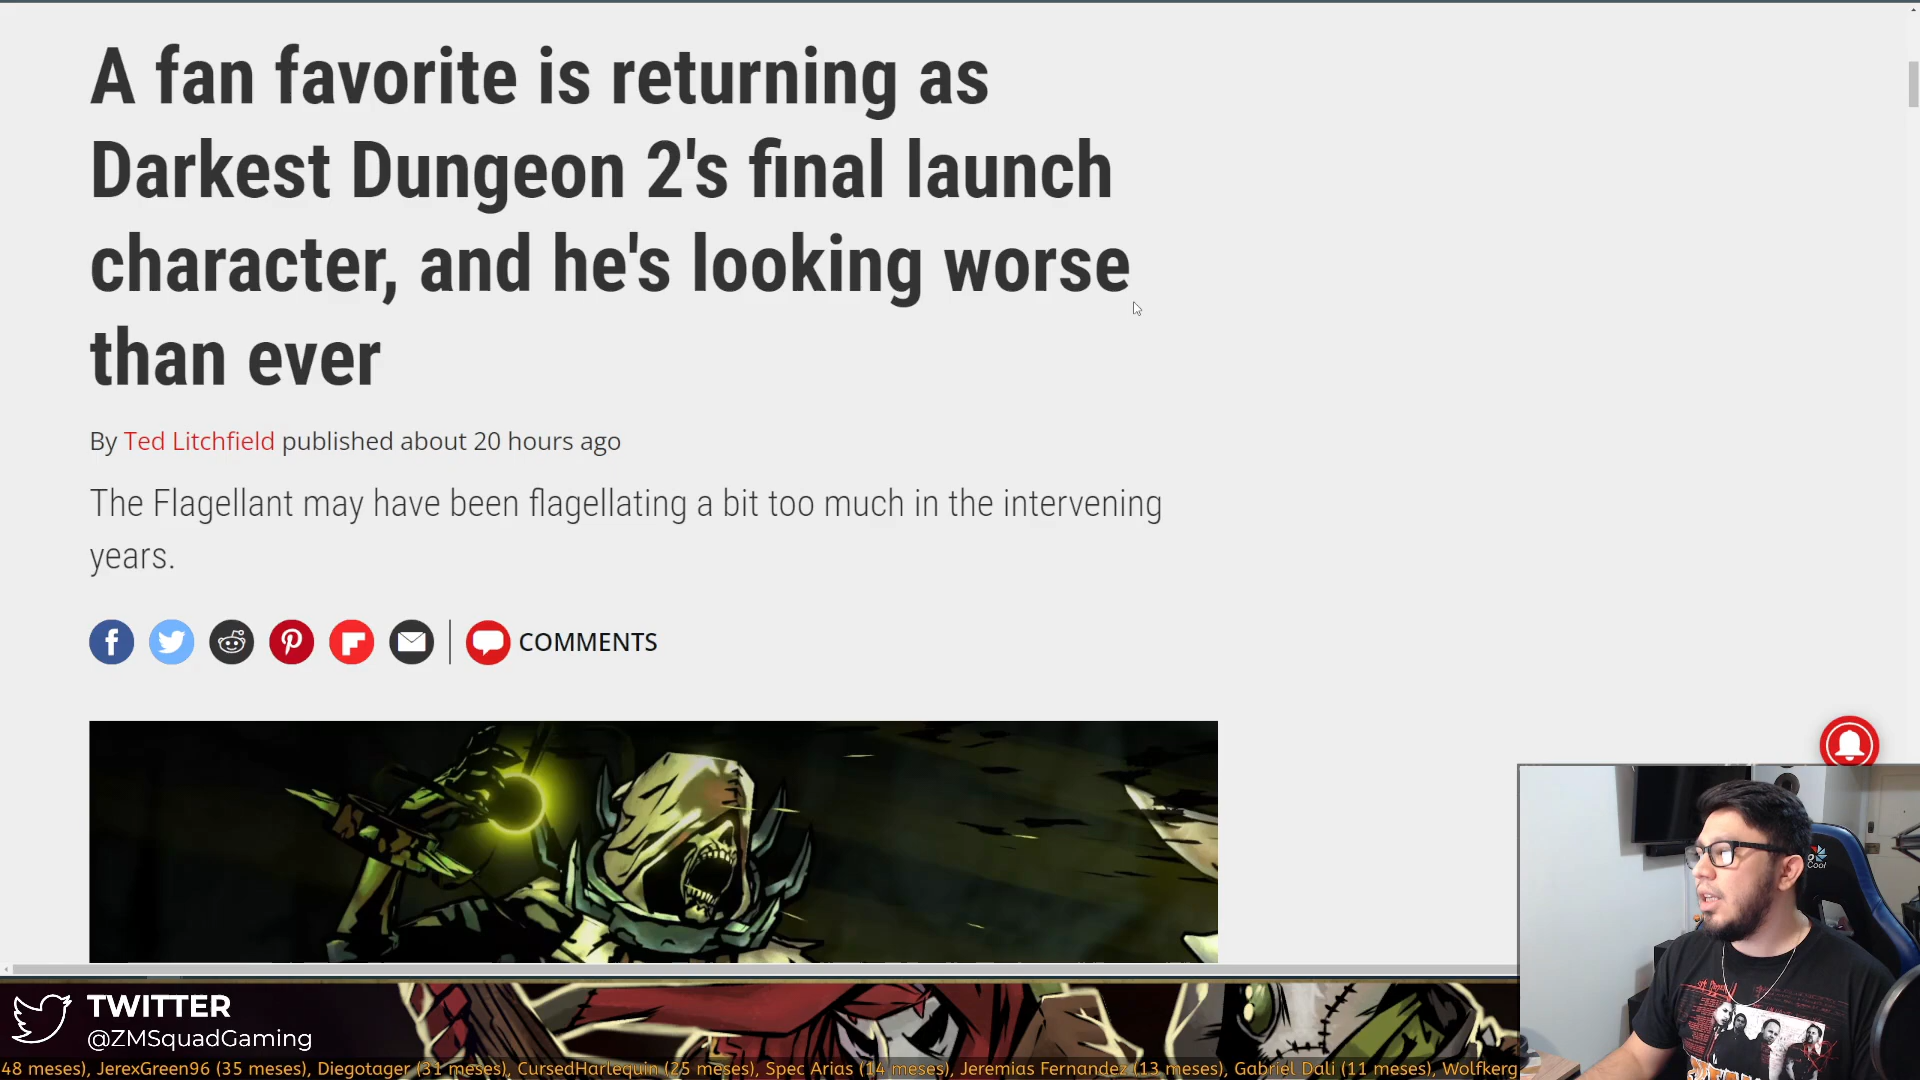 A fan favorite is returning as
Darkest Dungeon 2's final launch
character, and he's looking worse
than ever
By Ted Litchfield published about 20 hours ago
The Flagellant may have been flagellating a bit too much in the intervening
years.
COMMENTS
TWITTER
@ZMSquadGaming
48 meses), JerexGreen96 (35 meses), Diegotager (31 meses), CursedHarlequin (25 meses), Spec Arias (14 meses), Jeremias Fernandez (13 meses), Gabriel Dali (11 meses), Wolfkerg
Cool